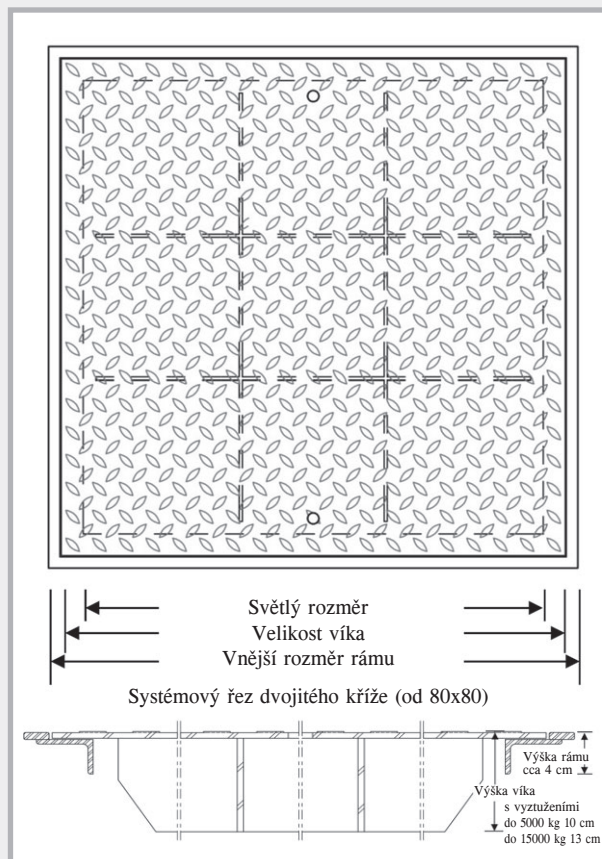 Světlý rozměr
Velikost víka
Vnější rozměr rámu
Systémový řez dvojitého kříže (od 80x80)
Výška rámu
cca 4 cm
Výška víka
s vyztuženími
do 5000 kg 10 cm
do 15000 kg 13 cm